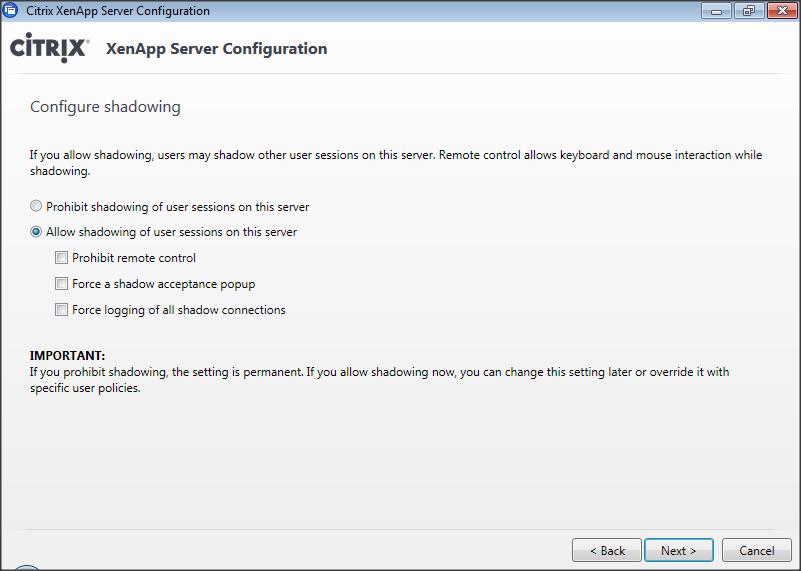 Citrix XenApp Server Configuration
CITRIX® XenApp Server Configuration
Configure shadowing
If you allow shadowing, users may shadow other user sessions on this server. Remote control allows keyboard and mouse interaction while
shadowing.
Prohibit shadowing of user sessions on this server
Allow shadowing of user sessions on this server
Prohibit remote control
Force a shadow acceptance popup
Force logging of all shadow connections
IMPORTANT:
If you prohibit shadowing, the setting is permanent. If you allow shadowing now, you can change this setting later or override it with
specific user policies.
< Back Next > Cancel